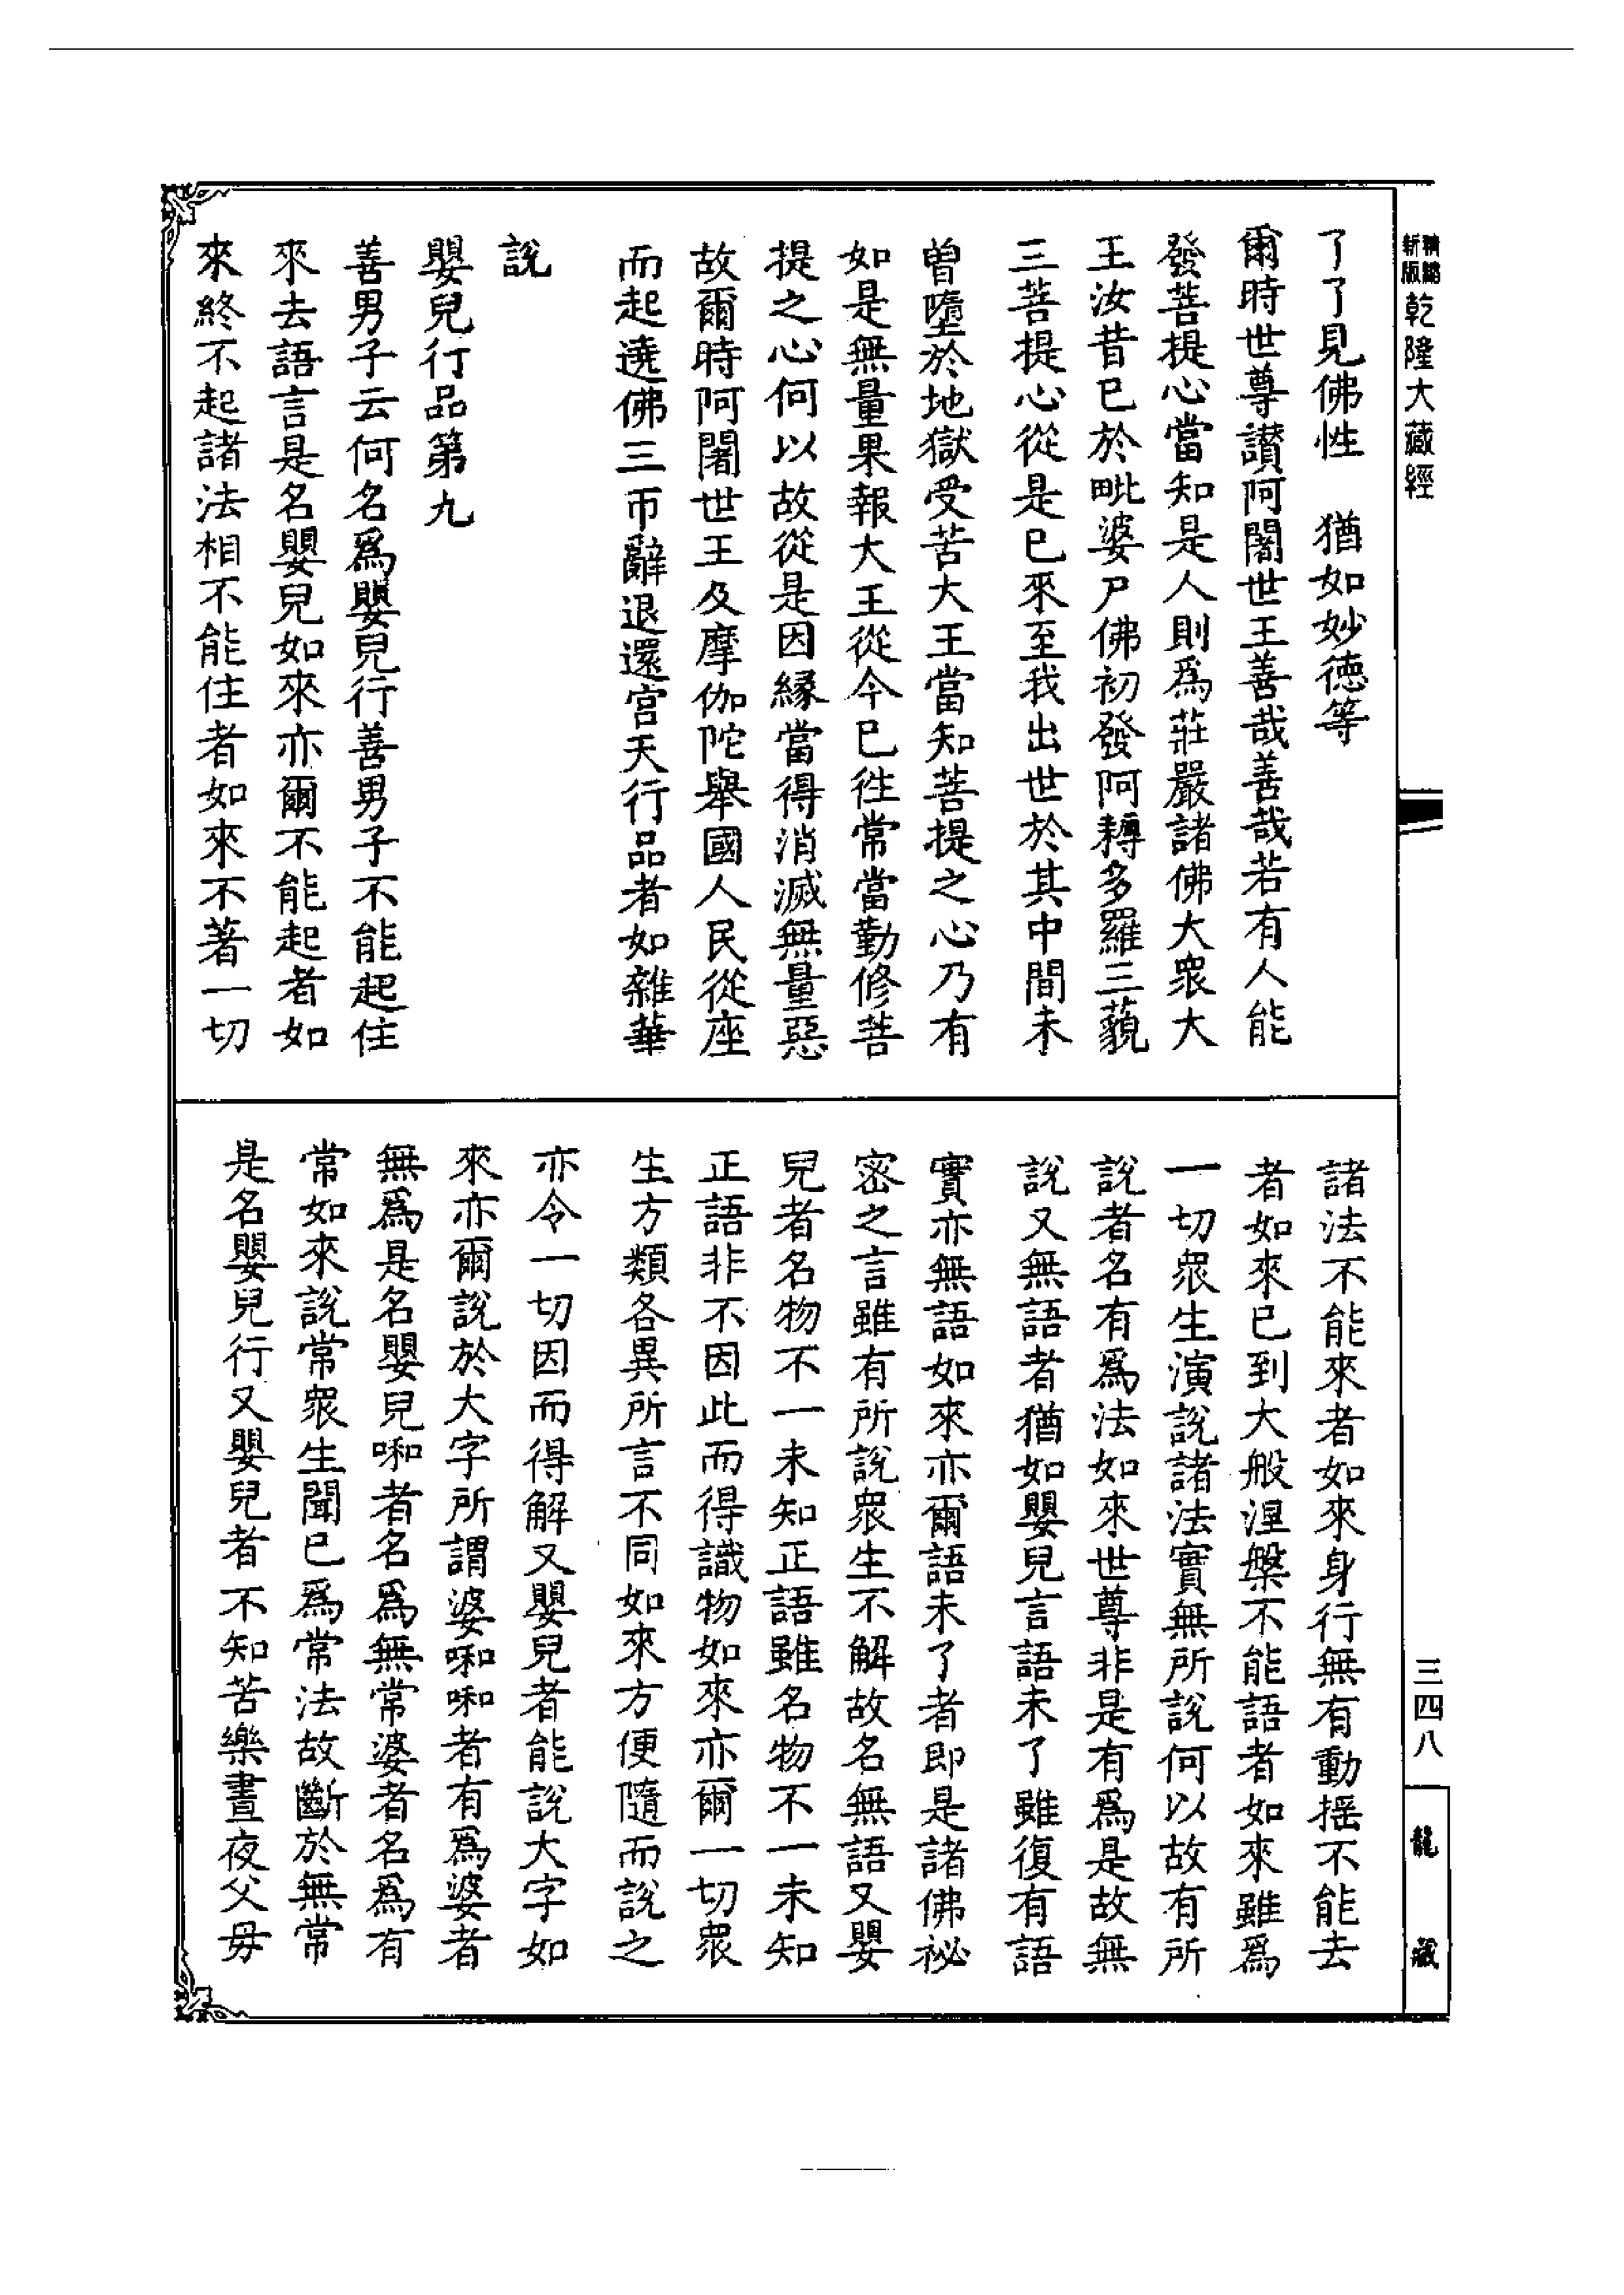 新版
精縮
乾隆大藏經
三四八
龍藏
了了見佛性　猶如妙德等
爾時世尊讚阿闍世王善哉善哉若有人能
發菩提心當知是人則爲莊嚴諸佛大衆大
王汝昔已於毗婆尸佛初發阿耨多羅三藐
三菩提心從是已來至我出世於其中間未
曾墮於地獄受苦大王當知菩提之心乃有
如是無量果報大王從今已往常當勤修菩
提之心何以故從是因緣當得消滅無量惡
故爾時阿闍世王及摩伽陀舉國人民從座
而起遶佛三帀辭退還宮天行品者如雜華
說
嬰兒行品第九
善男子云何名爲嬰兒行善男子不能起住
來去語言是名嬰兒如來亦爾不能起者如
來終不起諸法相不能住者如來不著一切
諸法不能來者如來身行無有動搖不能去
者如來已到大般涅槃不能語者如來雖爲
一切衆生演說諸法實無所說何以故有所
說者名有爲法如來世尊非是有爲是故無
說又無語者猶如嬰兒言語未了雖復有語
實亦無語如來亦爾語未了者即是諸佛祕
密之言雖有所說衆生不解故名無語又嬰
兒者名物不一未知正語雖名物不一未知
正語非不因此而得識物如來亦爾一切衆
生方類各異所言不同如來方便隨而說之
亦令一切因而得解又嬰兒者能說大字如
來亦爾說於大字所謂婆啝啝者有爲婆者
無爲是名嬰兒啝者名爲無常婆者名爲有
常如來說常衆生聞已爲常法故斷於無常
是名嬰兒行又嬰兒者不知苦樂晝夜父母